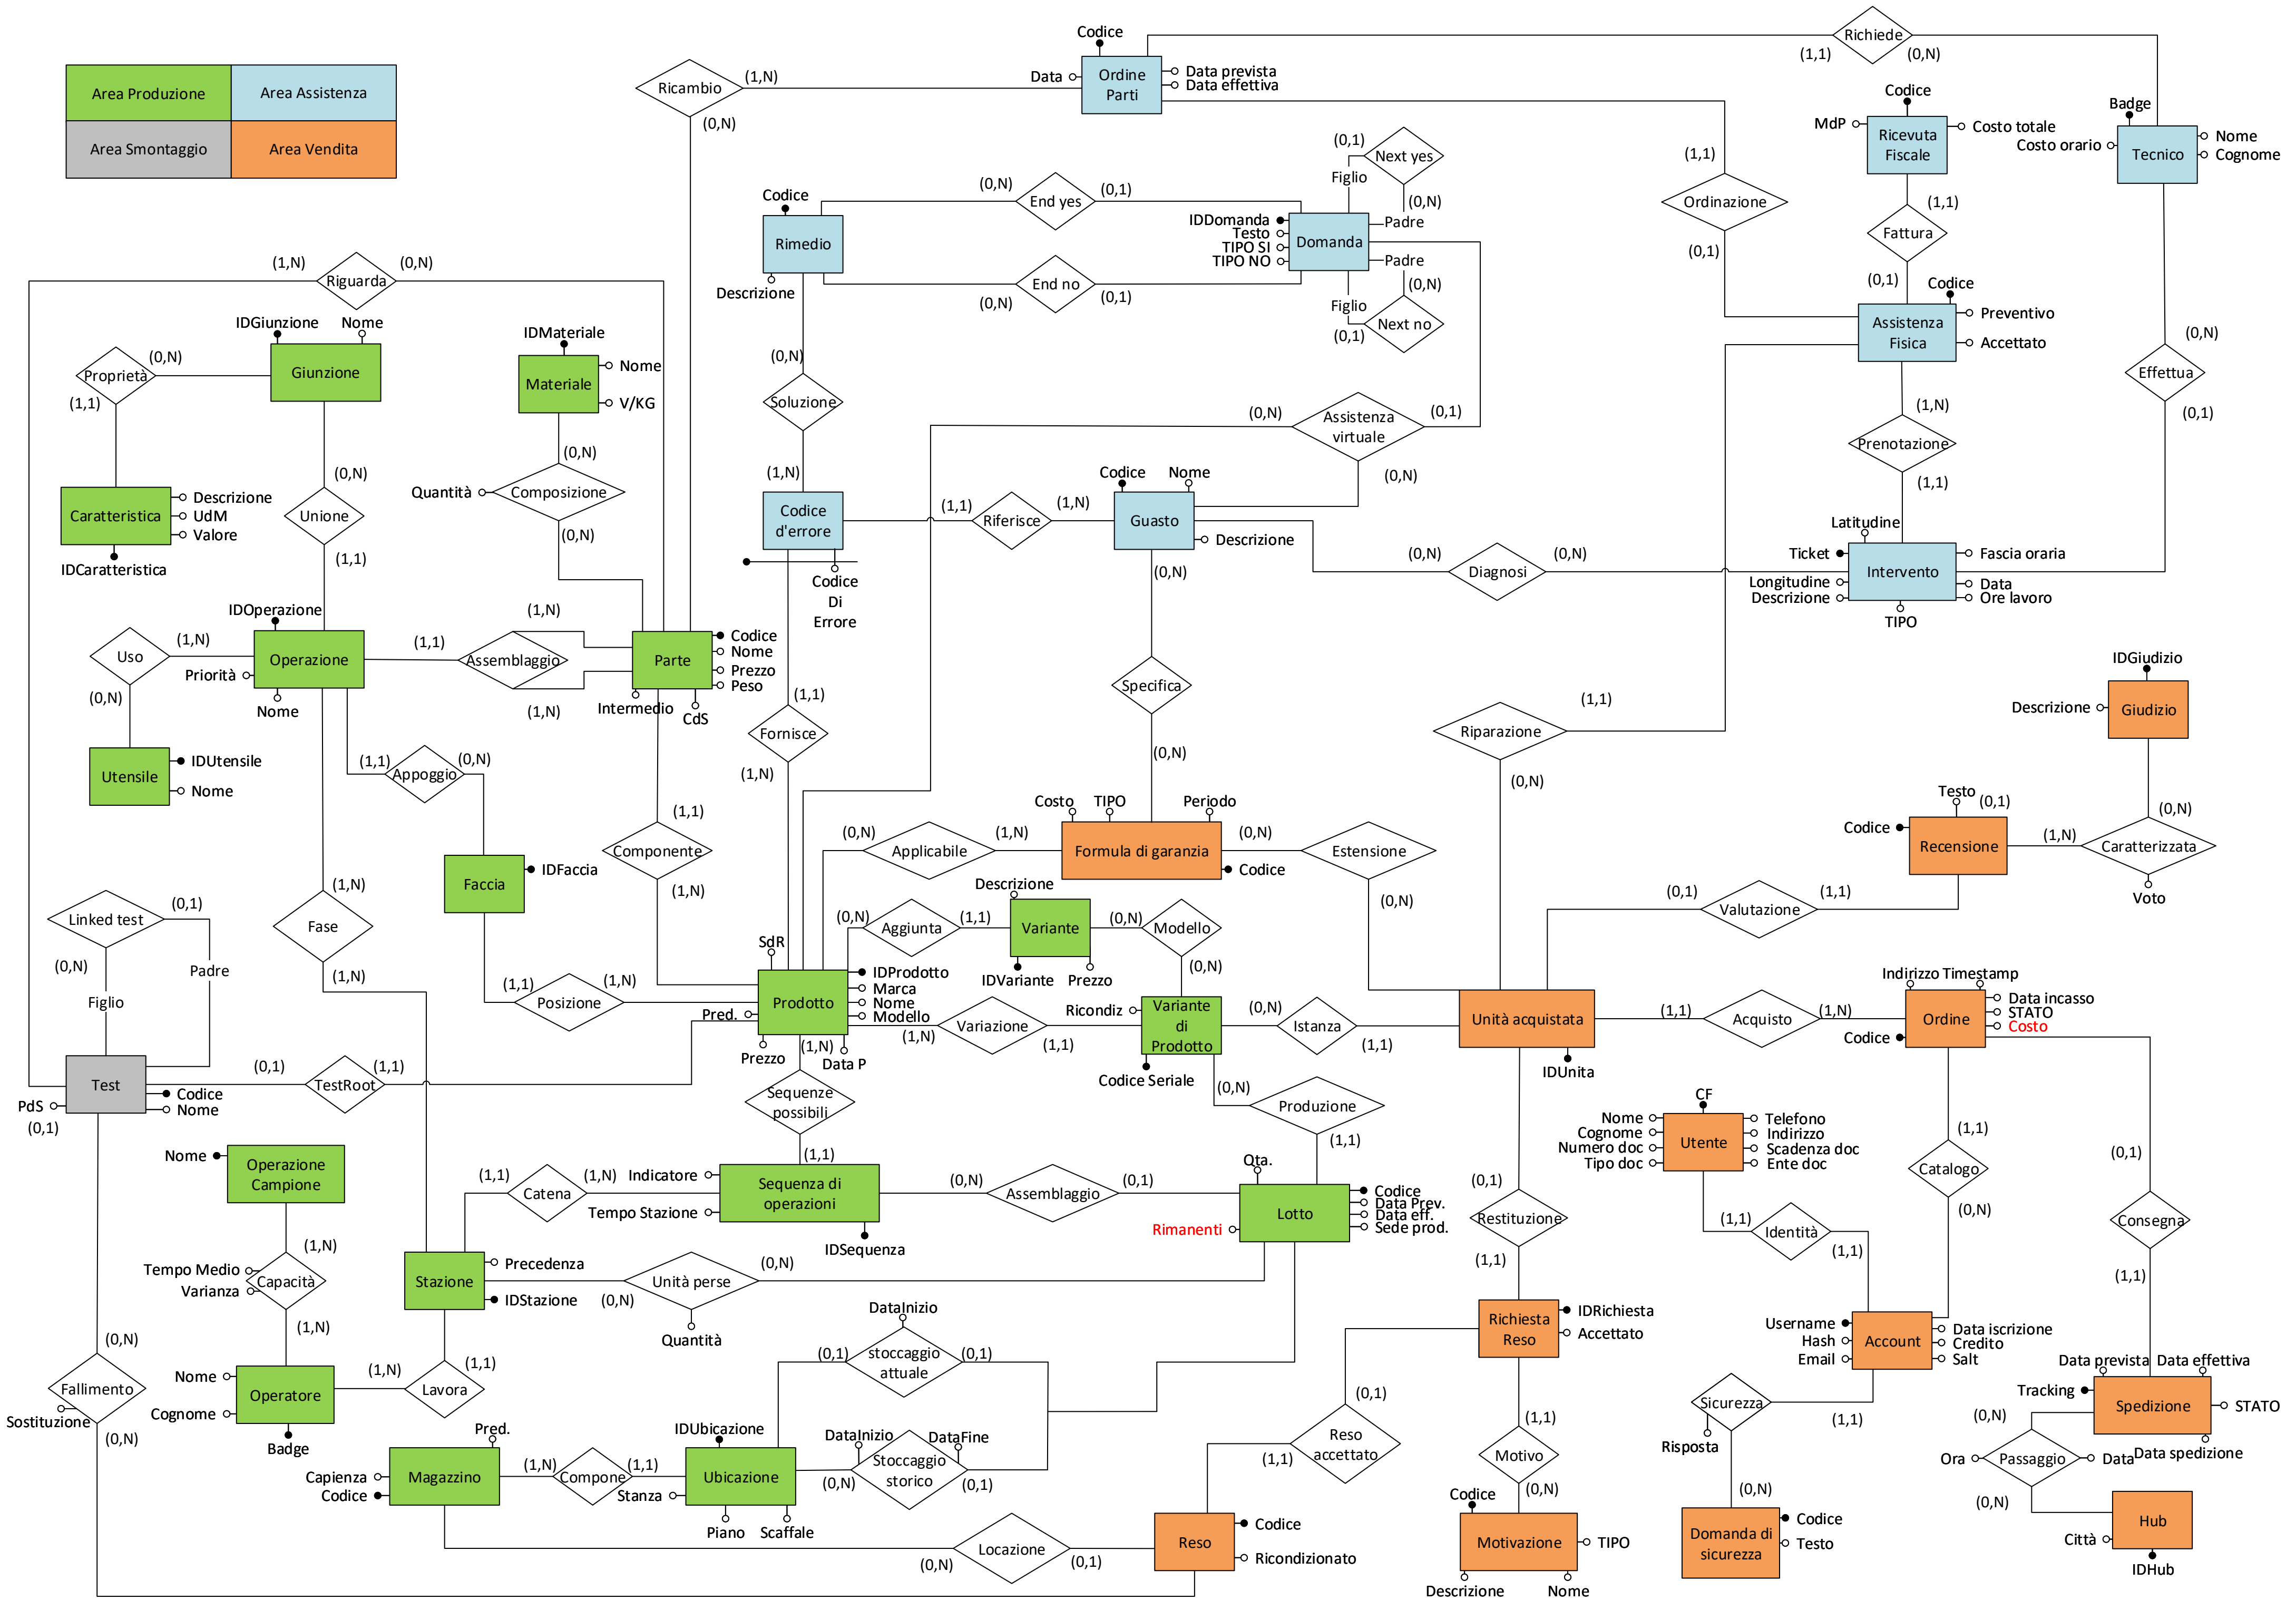 Area Produzione
Area Assistenza
Area Smontaggio
Area Vendita
Ricambio
(1,N)
(0,N)
Codice
Data
Ordine
Parti
Data prevista
Data effettiva
Richiede
(1,1)
(0,N)
Codice
MdP
Ricevuta
Fiscale
Costo totale
Badge
Costo orario
Tecnico
Nome
Cognome
(1,1)
Ordinazione
(0,1)
(1,1)
Fattura
(0,1)
(0,1)
Next yes
Figlio
(0,N)
Padre
Codice
Rimedio
Descrizione
(0,N)
End yes
(0,1)
IDDomanda
Testo
TIPO SI
TIPO NO
Domanda
Padre
(0,N)
End no
(0,1)
(0,N)
Figlio
Next no
(0,1)
Codice
Assistenza
Fisica
Preventivo
Accettato
(0,N)
Effettua
(0,1)
(1,N)
Riguarda
(0,N)
IDGiunzione
Nome
Giunzione
(0,N)
Proprietà
(1,1)
IDMateriale
Materiale
Nome
V/KG
(0,N)
Soluzione
(1,N)
(0,N)
Assistenza
virtuale
(0,1)
(0,N)
(1,N)
Prenotazione
(1,1)
Caratteristica
Descrizione
UdM
Valore
IDCaratteristica
(0,N)
Unione
(1,1)
(0,N)
Quantità
Composizione
(0,N)
Codice
d'errore
Codice
Di
Errore
(1,1)
Riferisce
(1,N)
Codice
Nome
Guasto
Descrizione
(0,N)
Diagnosi
(0,N)
Latitudine
Ticket
Longitudine
Descrizione
Intervento
Fascia oraria
Data
Ore lavoro
TIPO
IDOperazione
Operazione
Priorità
Nome
(1,N)
Uso
(0,N)
Utensile
IDUtensile
Nome
(1,1)
Assemblaggio
(1,N)
(1,N)
Parte
Codice
Nome
Prezzo
Peso
Intermedio
CdS
(1,1)
Appoggio
(0,N)
(1,1)
Fornisce
(1,N)
(0,N)
Specifica
(0,N)
(1,1)
Riparazione
(0,N)
IDGiudizio
Descrizione
Giudizio
(0,N)
Faccia
IDFaccia
(1,1)
Componente
(1,N)
(0,N)
Applicabile
(1,N)
Costo
TIPO
Periodo
Formula di garanzia
Codice
(0,N)
Estensione
(0,N)
Testo
(0,1)
Codice
Recensione
(1,N)
Caratterizzata
Voto
(0,1)
Valutazione
(1,1)
Linked test
(0,1)
(0,N)
Padre
Figlio
(1,N)
Fase
(1,N)
(1,1)
Posizione
(1,N)
SdR
Prodotto
IDProdotto
Marca
Nome
Modello
Pred.
Prezzo
Data P
(0,N)
Aggiunta
(1,1)
Descrizione
Variante
IDVariante
Prezzo
(0,N)
Modello
(0,N)
(1,N)
Variazione
(1,1)
Ricondiz
Variante
di
Prodotto
Codice Seriale
(0,N)
Istanza
(1,1)
Unità acquistata
IDUnita
(1,1)
Acquisto
(1,N)
Indirizzo
Timestamp
Codice
Ordine
Data incasso
STATO
Costo
Test
PdS
(0,1)
Codice
Nome
(0,1)
TestRoot
(1,1)
(1,N)
Sequenze
possibili
(1,1)
(0,N)
Produzione
(1,1)
CF
Nome
Cognome
Numero doc
Tipo doc
Utente
Telefono
Indirizzo
Scadenza doc
Ente doc
(1,1)
Catalogo
(0,N)
(0,1)
Consegna
(1,1)
Nome
Operazione
Campione
(1,N)
Tempo Medio
Varianza
Capacità
(1,N)
(1,1)
Catena
(1,N)
Indicatore
Tempo Stazione
Sequenza di
operazioni
IDSequenza
(0,N)
Assemblaggio
(0,1)
Qta.
Rimanenti
Lotto
Codice
Data Prev.
Data eff.
Sede prod.
(0,1)
Restituzione
(1,1)
(1,1)
Identità
(1,1)
Stazione
Precedenza
IDStazione
(0,N)
Unità perse
(0,N)
Quantità
Richiesta
Reso
IDRichiesta
Accettato
Username
Hash
Email
Account
Data iscrizione
Credito
Salt
(0,N)
Fallimento
Sostituzione
(0,N)
Nome
Cognome
Operatore
Badge
(1,N)
Lavora
(1,1)
DataInizio
(0,1)
stoccaggio
attuale
(0,1)
(0,1)
Reso
accettato
(1,1)
(1,1)
Motivo
(0,N)
Sicurezza
Risposta
(1,1)
(0,N)
Data prevista
Data effettiva
Tracking
Spedizione
STATO
Data spedizione
(0,N)
Ora
Passaggio
Data
(0,N)
Pred.
Capienza
Codice
Magazzino
(1,N)
Compone
(1,1)
IDUbicazione
Stanza
Ubicazione
Piano
Scaffale
DataInizio
DataFine
(0,N)
Stoccaggio
storico
(0,1)
(0,N)
Locazione
(0,1)
Reso
Codice
Ricondizionato
Codice
Motivazione
TIPO
Descrizione
Nome
Domanda di
sicurezza
Codice
Testo
Città
Hub
IDHub